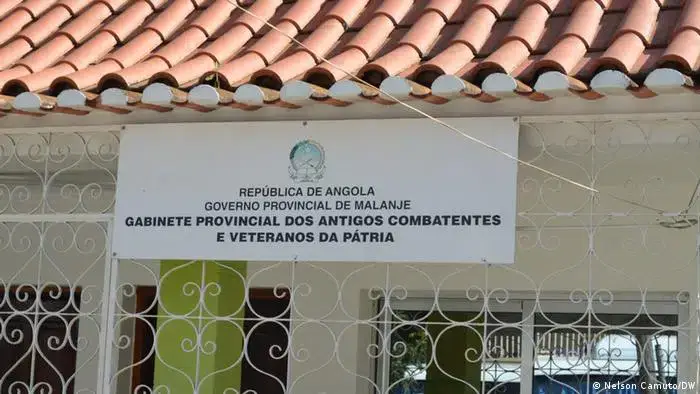 REPÚBLICA DE ANGOLA
GOVERNO PROVINCIAL DE MALANJE
GABINETE PROVINCIAL DOS ANTIGOS COMBATENTES
E VETERANOS DA PÁTRIA
© Nelson Camuto/DW